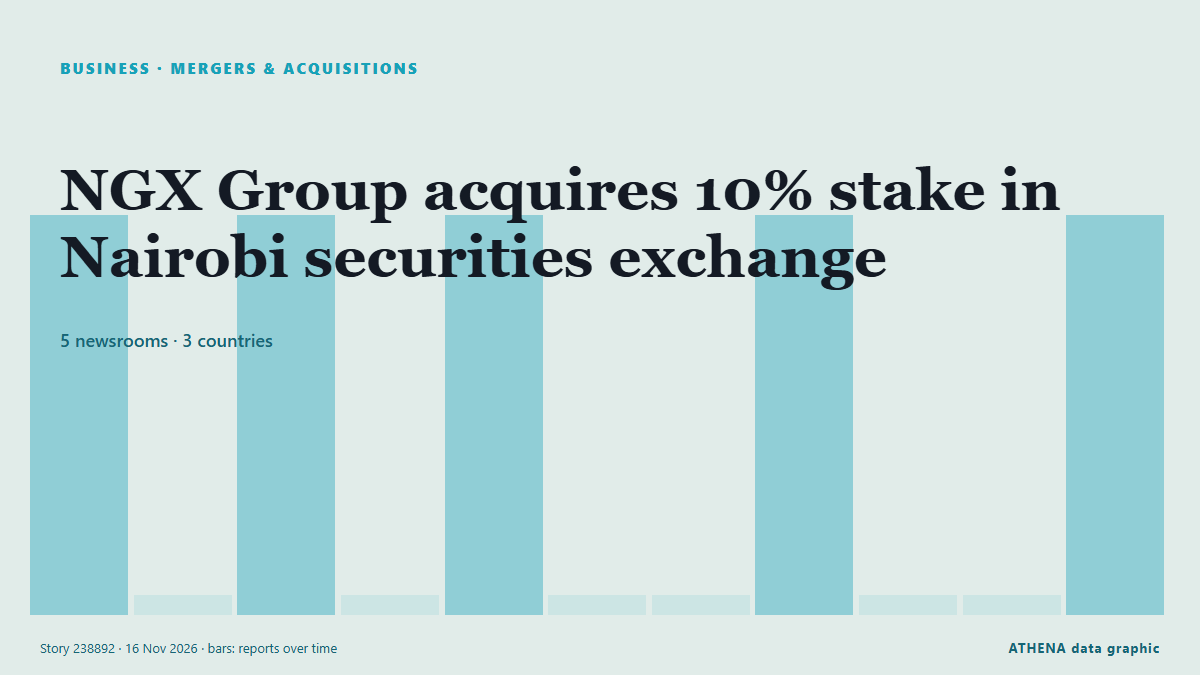 BUSINESS · MERGERS & ACQUISITIONS
NGX Group acquires 10% stake in
Nairobi securities exchange
5 newsrooms · 3 countries
Story 238892 · 16 Nov 2026 · bars: reports over time
ATHENA data graphic